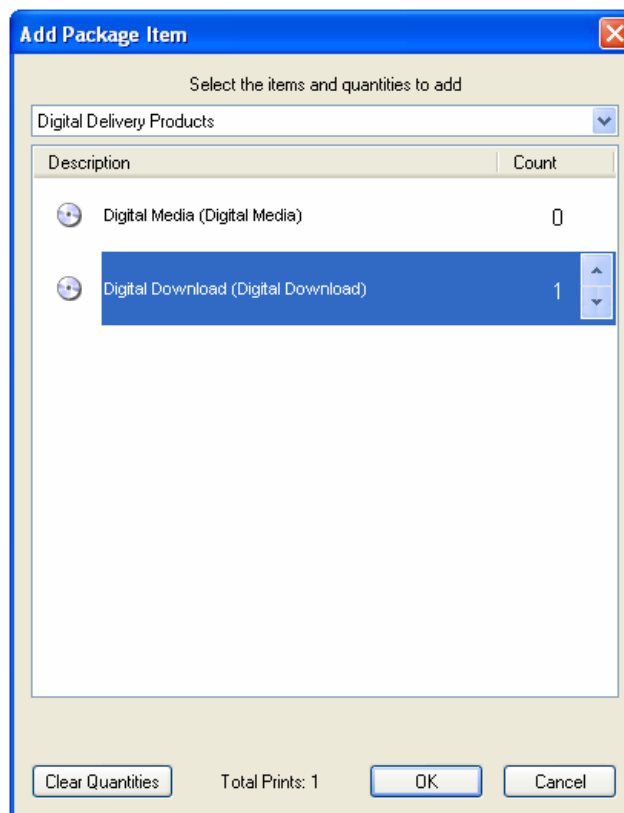 Add Package Item
Select the items and quantities to add
Digital Delivery Products
Description Count
Digital Media (Digital Media) 0
Digital Download (Digital Download) 1
Clear Quantities Total Prints: 1 OK Cancel